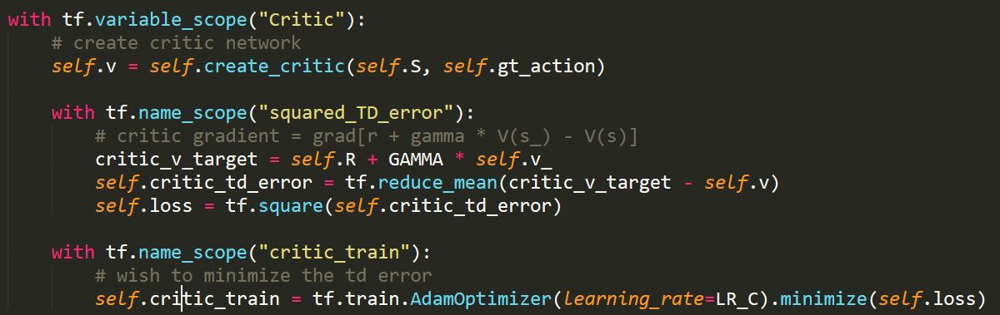 with tf.variable_scope("Critic"):
# create critic network
self.v = self.create_critic(self.S, self.gt_action)
with tf.name_scope("squared_TD_error"):
# critic gradient = grad[r + gamma * V(s_) - V(s)]
critic_v_target = self.R + GAMMA * self.v_
self.critic_td_error = tf.reduce_mean(critic_v_target - self.v)
self.loss = tf.square(self.critic_td_error)
with tf.name_scope("critic_train"):
# wish to minimize the td error
self.critic_train = tf.train.AdamOptimizer(learning_rate=LR_C).minimize(self.loss)